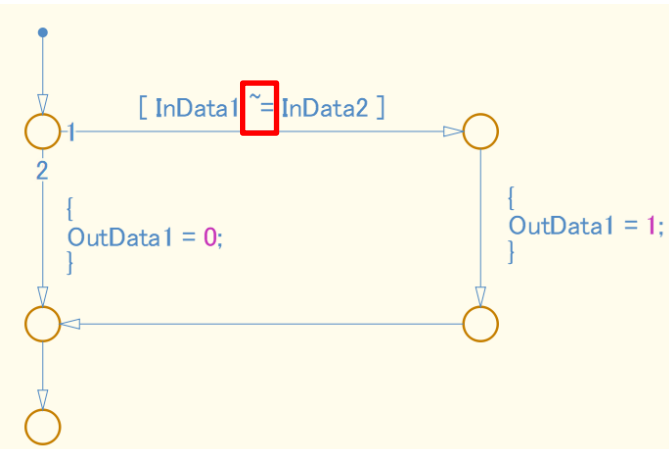 [ InData1 ~= InData2 ]
1
2
{
OutData1 = 0;
}
{
OutData1 = 1;
}